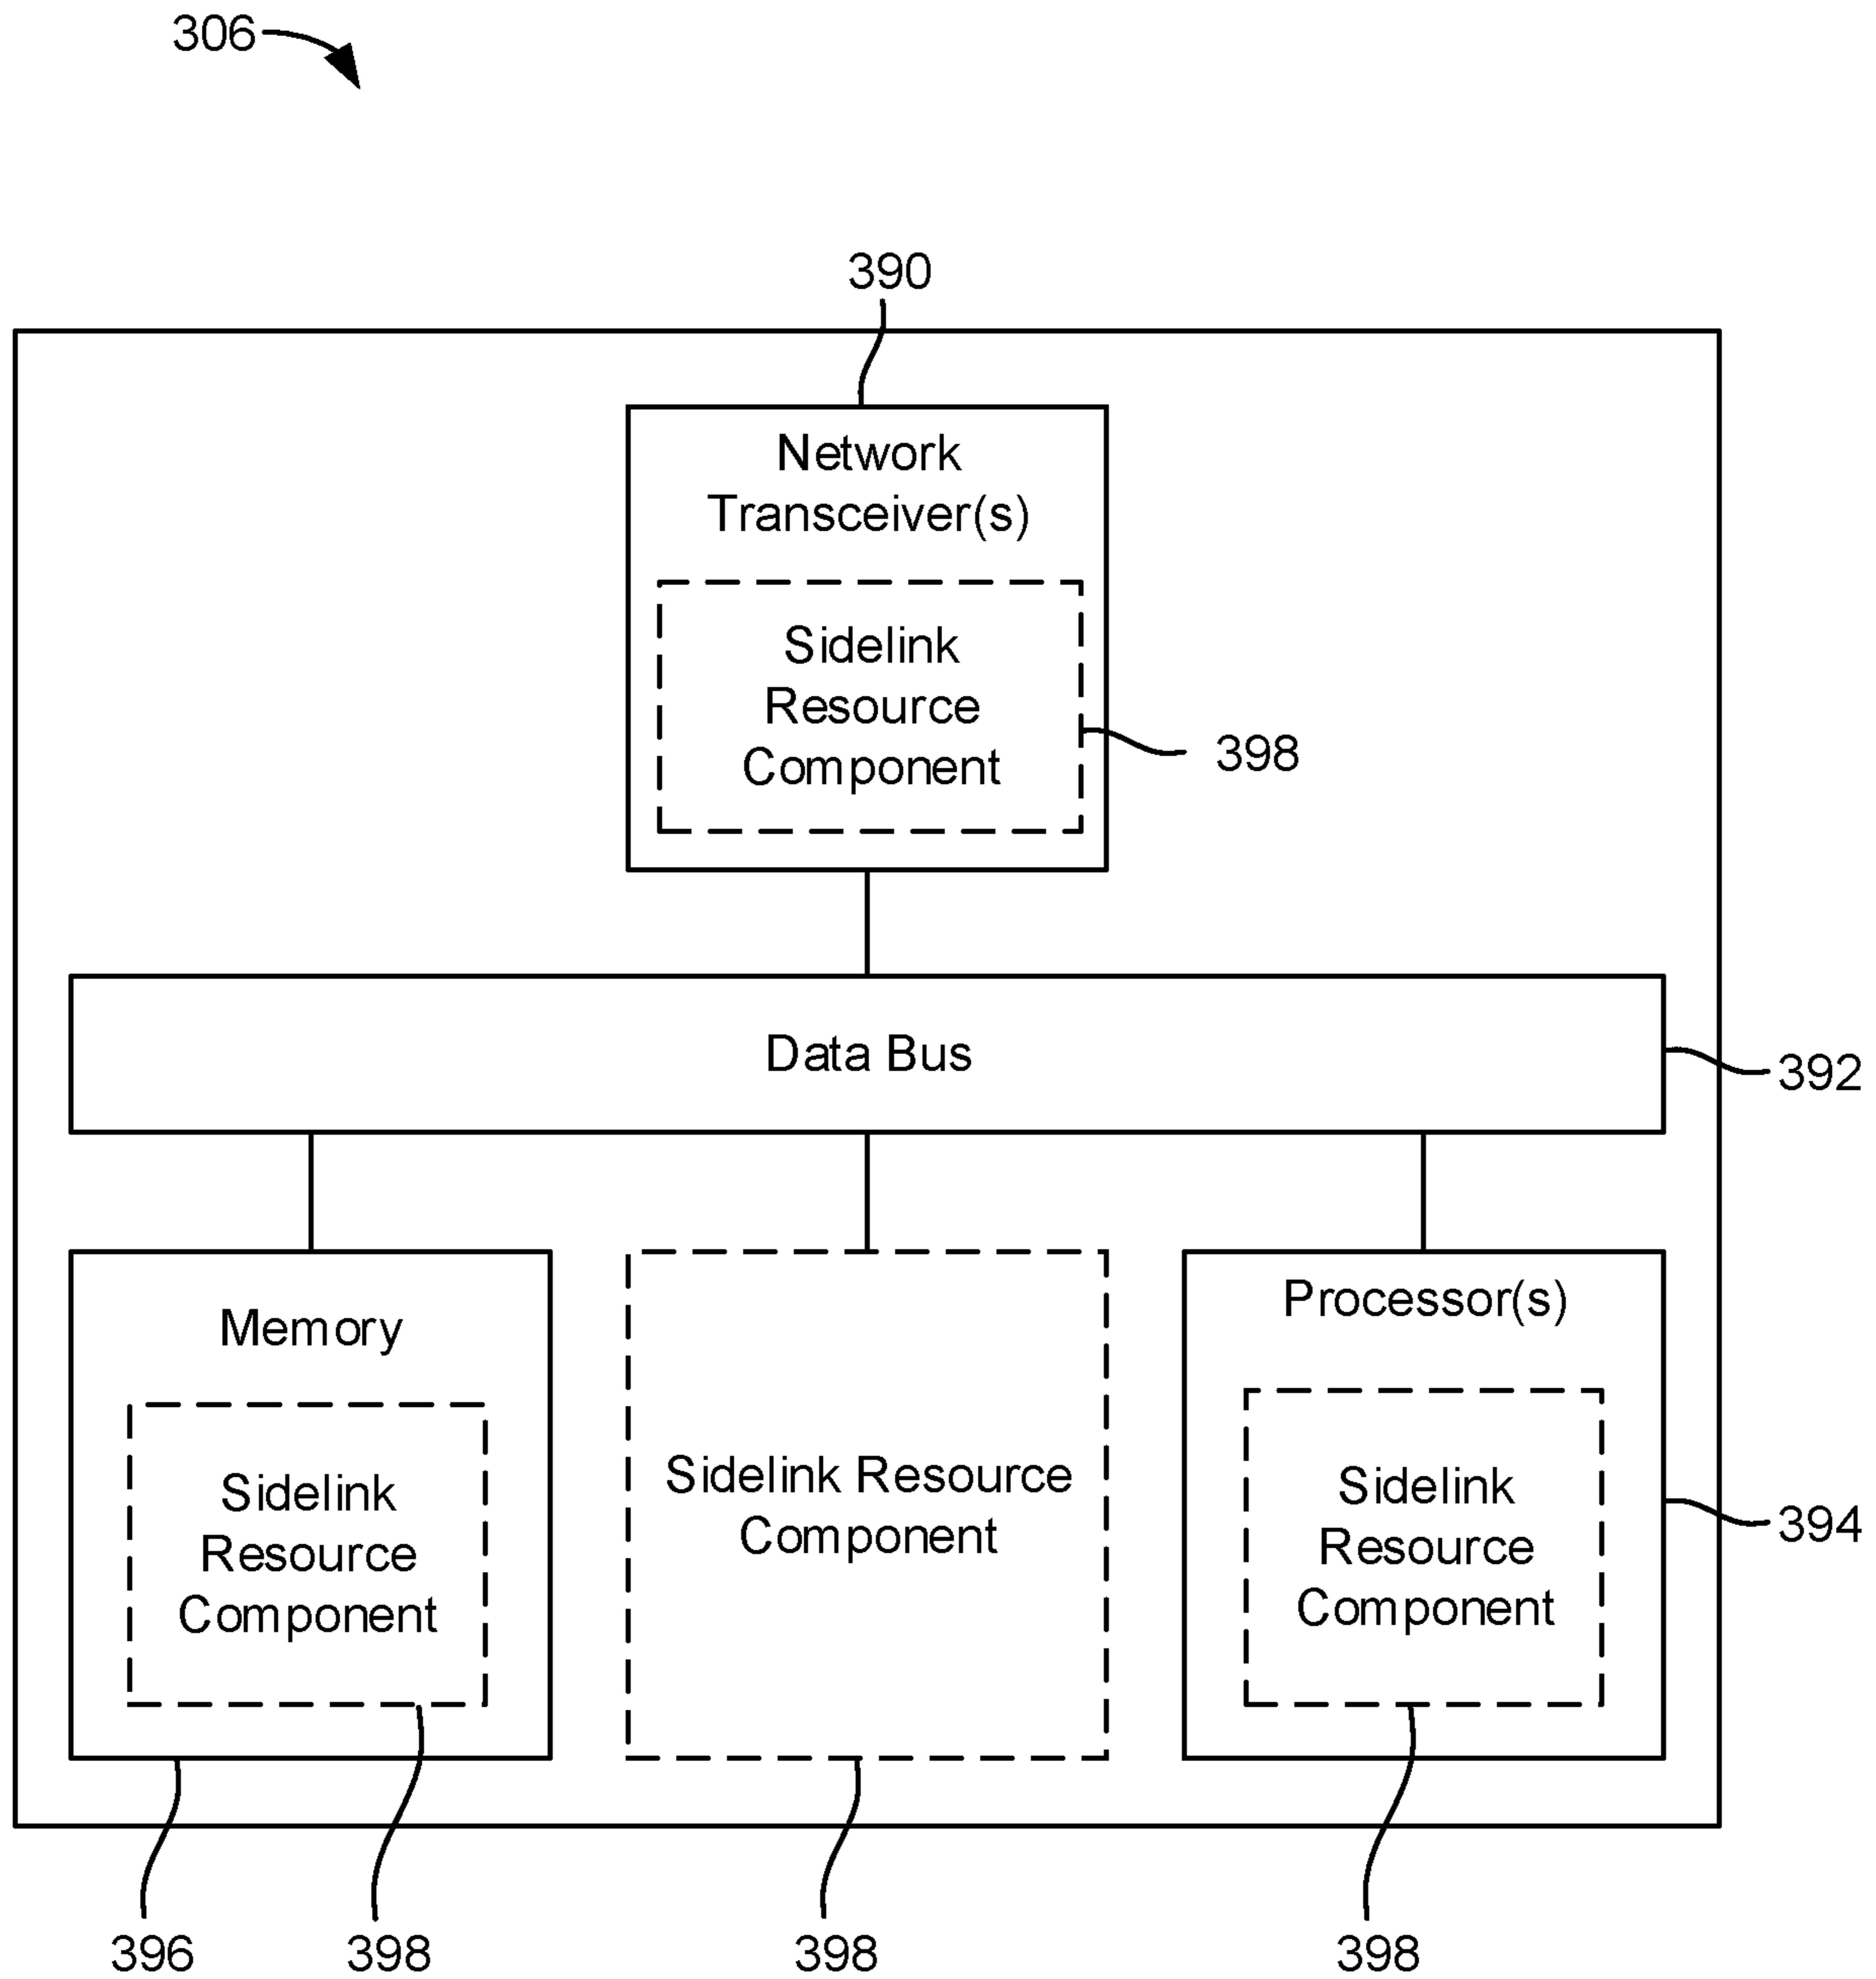 306
390
Network
Transceiver(s)
Sidelink
Resource
Component
398
Data Bus
392
Memory
Sidelink
Resource
Component
Sidelink Resource
Component
Processor(s)
Sidelink
Resource
Component
394
396
398
398
398